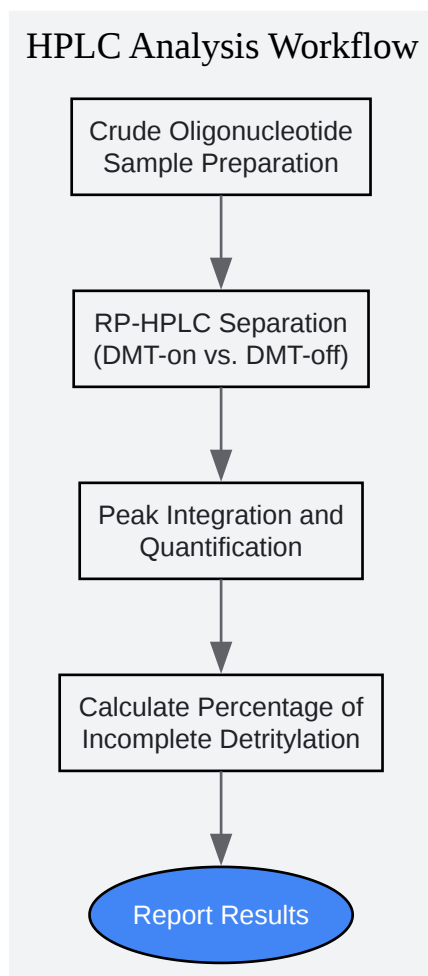 HPLC Analysis Workflow
Crude Oligonucleotide
Sample Preparation
RP-HPLC Separation
(DMT-on vs. DMT-off)
Peak Integration and
Quantification
Calculate Percentage of
Incomplete Detritylation
Report Results